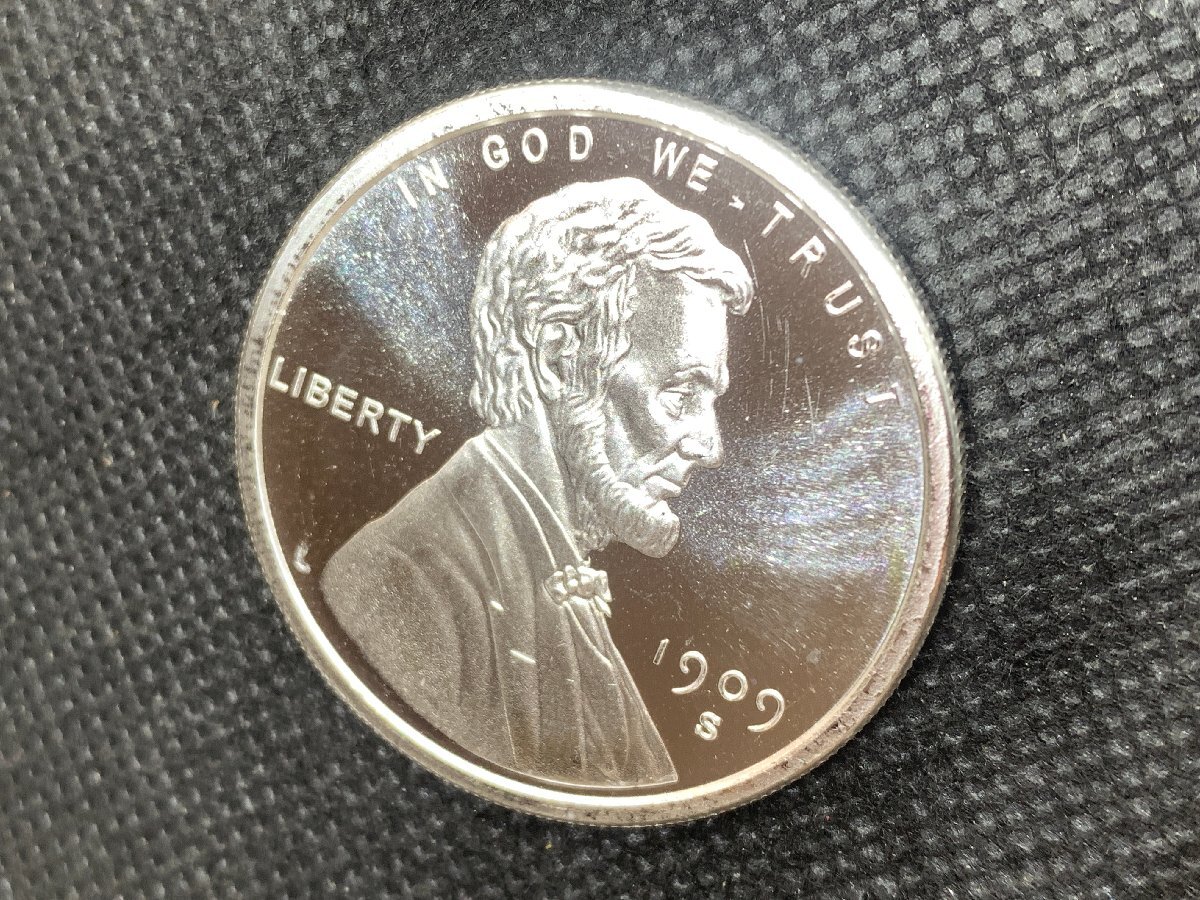 IN GOD WE-TRUST
LIBERTY
1909
S